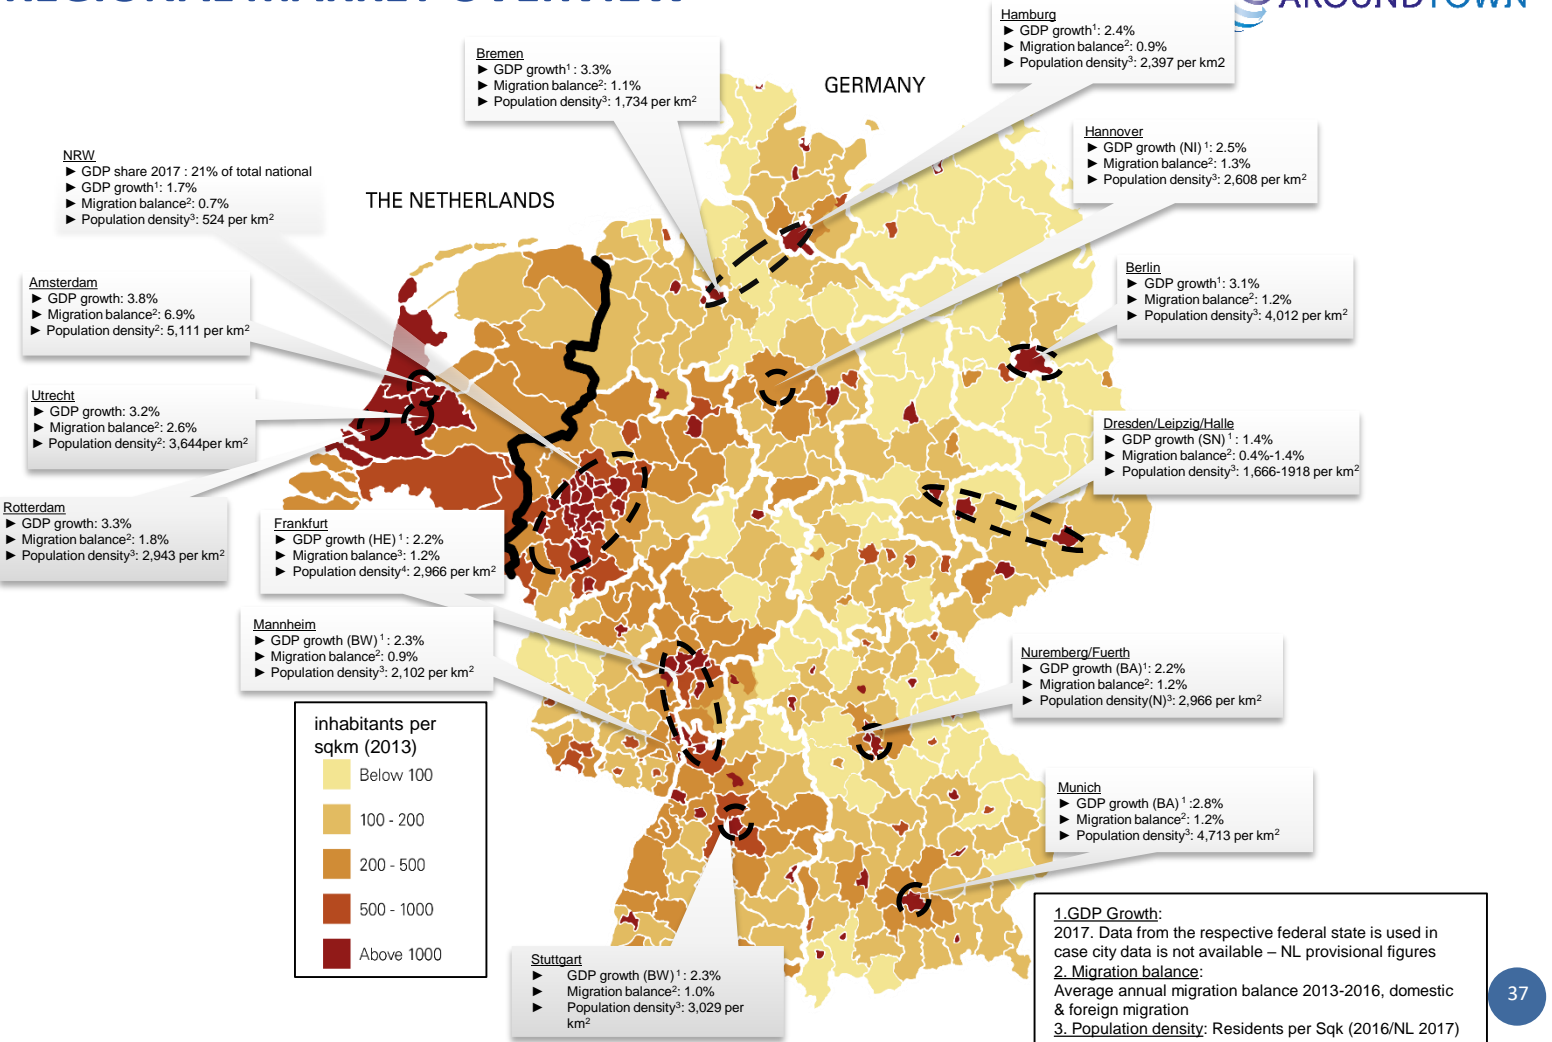 REGIONAL MARKET OVERVIEW
AROUNDTOWN
Hamburg
► GDP growth¹: 2.4%
► Migration balance²: 0.9%
► Population density³: 2,397 per km2
Bremen
► GDP growth¹ : 3.3%
► Migration balance²: 1.1%
► Population density³: 1,734 per km²
GERMANY
Hannover
► GDP growth (NI) ¹: 2.5%
► Migration balance²: 1.3%
► Population density³: 2,608 per km²
NRW
► GDP share 2017 : 21% of total national
► GDP growth¹: 1.7%
► Migration balance²: 0.7%
► Population density³: 524 per km²
THE NETHERLANDS
Amsterdam
► GDP growth: 3.8%
► Migration balance²: 6.9%
► Population density²: 5,111 per km²
Berlin
► GDP growth¹: 3.1%
► Migration balance²: 1.2%
► Population density³: 4,012 per km²
Utrecht
► GDP growth: 3.2%
► Migration balance²: 2.6%
► Population density²: 3,644per km²
Dresden/Leipzig/Halle
► GDP growth (SN) ¹ : 1.4%
► Migration balance²: 0.4%-1.4%
► Population density³: 1,666-1918 per km²
Rotterdam
► GDP growth: 3.3%
► Migration balance²: 1.8%
► Population density³: 2,943 per km²
Frankfurt
► GDP growth (HE) ¹ : 2.2%
► Migration balance³: 1.2%
► Population density⁴: 2,966 per km²
Mannheim
► GDP growth (BW) ¹ : 2.3%
► Migration balance²: 0.9%
► Population density³: 2,102 per km²
Nuremberg/Fuerth
► GDP growth (BA)¹: 2.2%
► Migration balance²: 1.2%
► Population density(N)³: 2,966 per km²
inhabitants per
sqkm (2013)
Below 100
100 - 200
200 - 500
500 - 1000
Above 1000
Munich
► GDP growth (BA) ¹ :2.8%
► Migration balance²: 1.2%
► Population density³: 4,713 per km²
Stuttgart
► GDP growth (BW) ¹ : 2.3%
► Migration balance²: 1.0%
► Population density³: 3,029 per
km²
1.GDP Growth:
2017. Data from the respective federal state is used in
case city data is not available – NL provisional figures
2. Migration balance:
Average annual migration balance 2013-2016, domestic
& foreign migration
3. Population density: Residents per Sqk (2016/NL 2017)
37